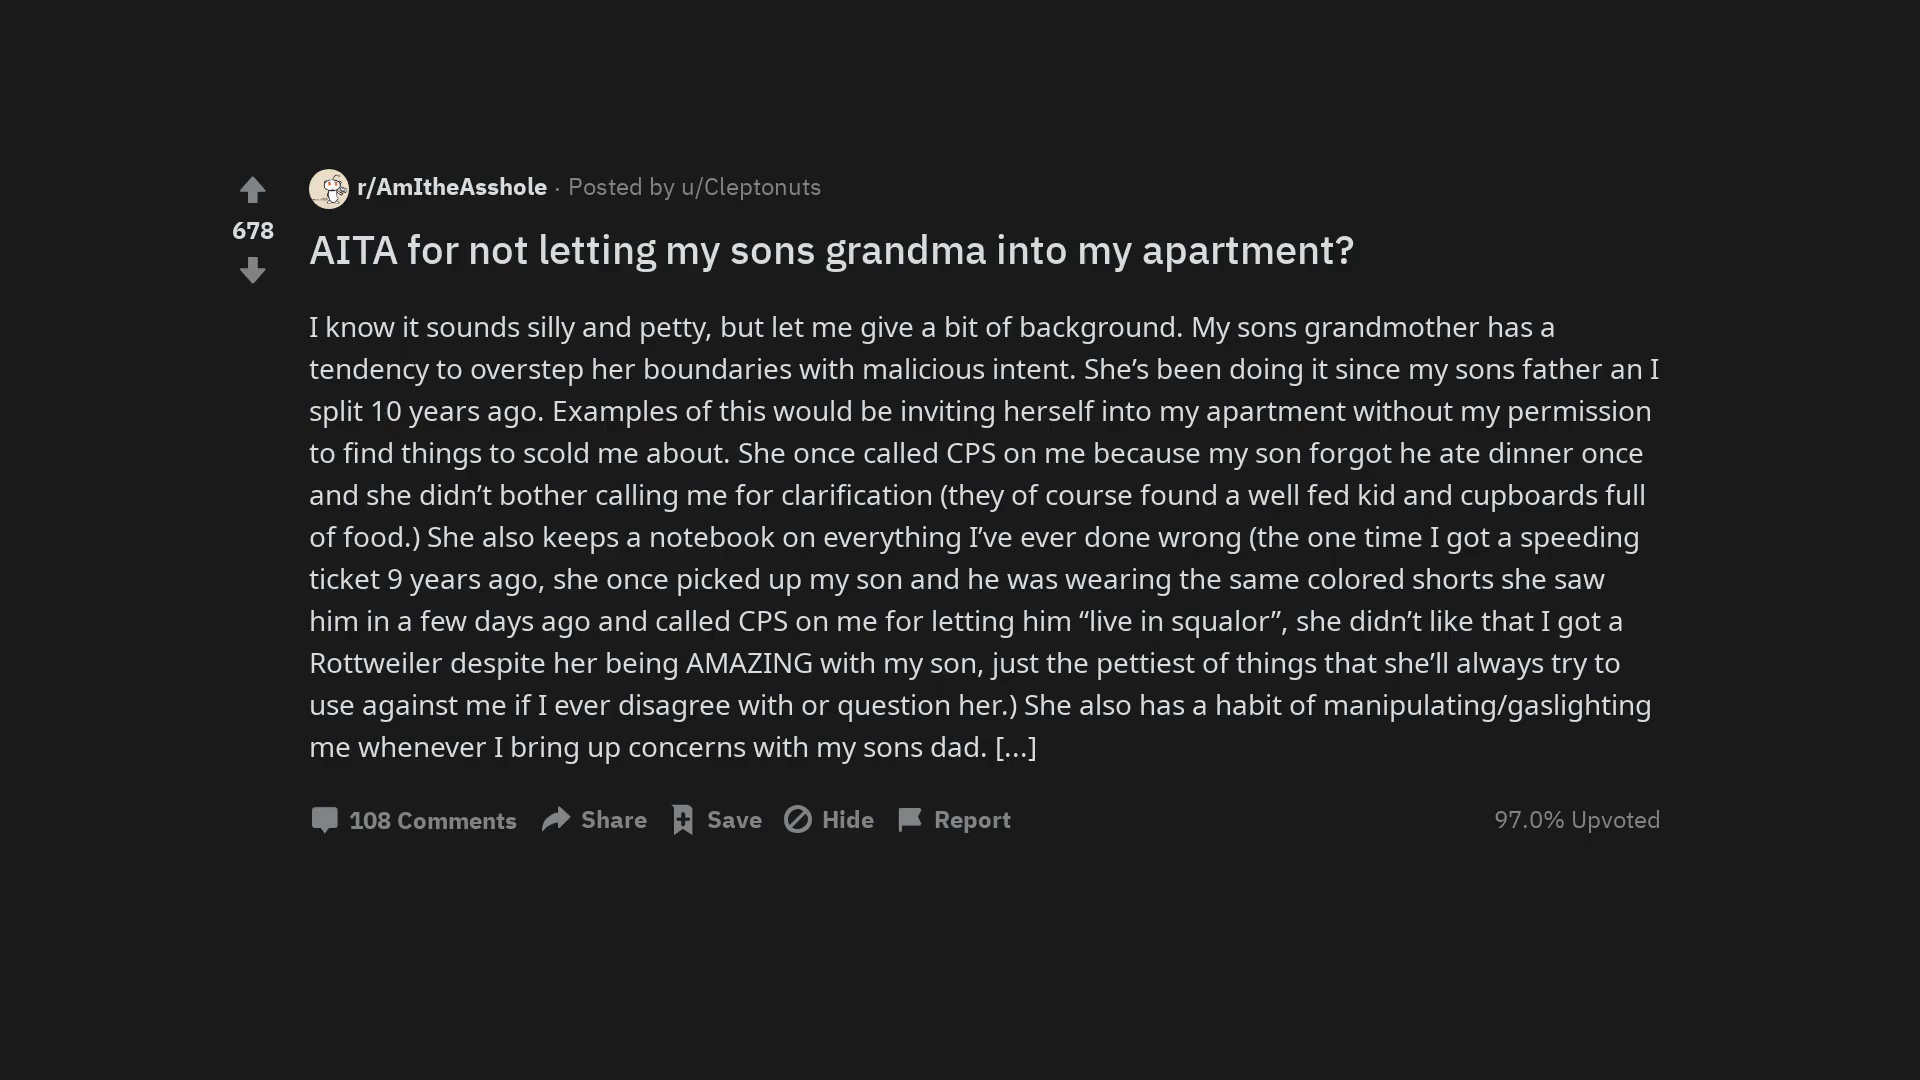 r/AmItheAsshole · Posted by u/Cleptonuts
678
AITA for not letting my sons grandma into my apartment?
I know it sounds silly and petty, but let me give a bit of background. My sons grandmother has a
tendency to overstep her boundaries with malicious intent. She’s been doing it since my sons father an I
split 10 years ago. Examples of this would be inviting herself into my apartment without my permission
to find things to scold me about. She once called CPS on me because my son forgot he ate dinner once
and she didn’t bother calling me for clarification (they of course found a well fed kid and cupboards full
of food.) She also keeps a notebook on everything I’ve ever done wrong (the one time I got a speeding
ticket 9 years ago, she once picked up my son and he was wearing the same colored shorts she saw
him in a few days ago and called CPS on me for letting him “live in squalor”, she didn’t like that I got a
Rottweiler despite her being AMAZING with my son, just the pettiest of things that she’ll always try to
use against me if I ever disagree with or question her.) She also has a habit of manipulating/gaslighting
me whenever I bring up concerns with my sons dad. [...]
108 Comments Share Save Hide Report 97.0% Upvoted